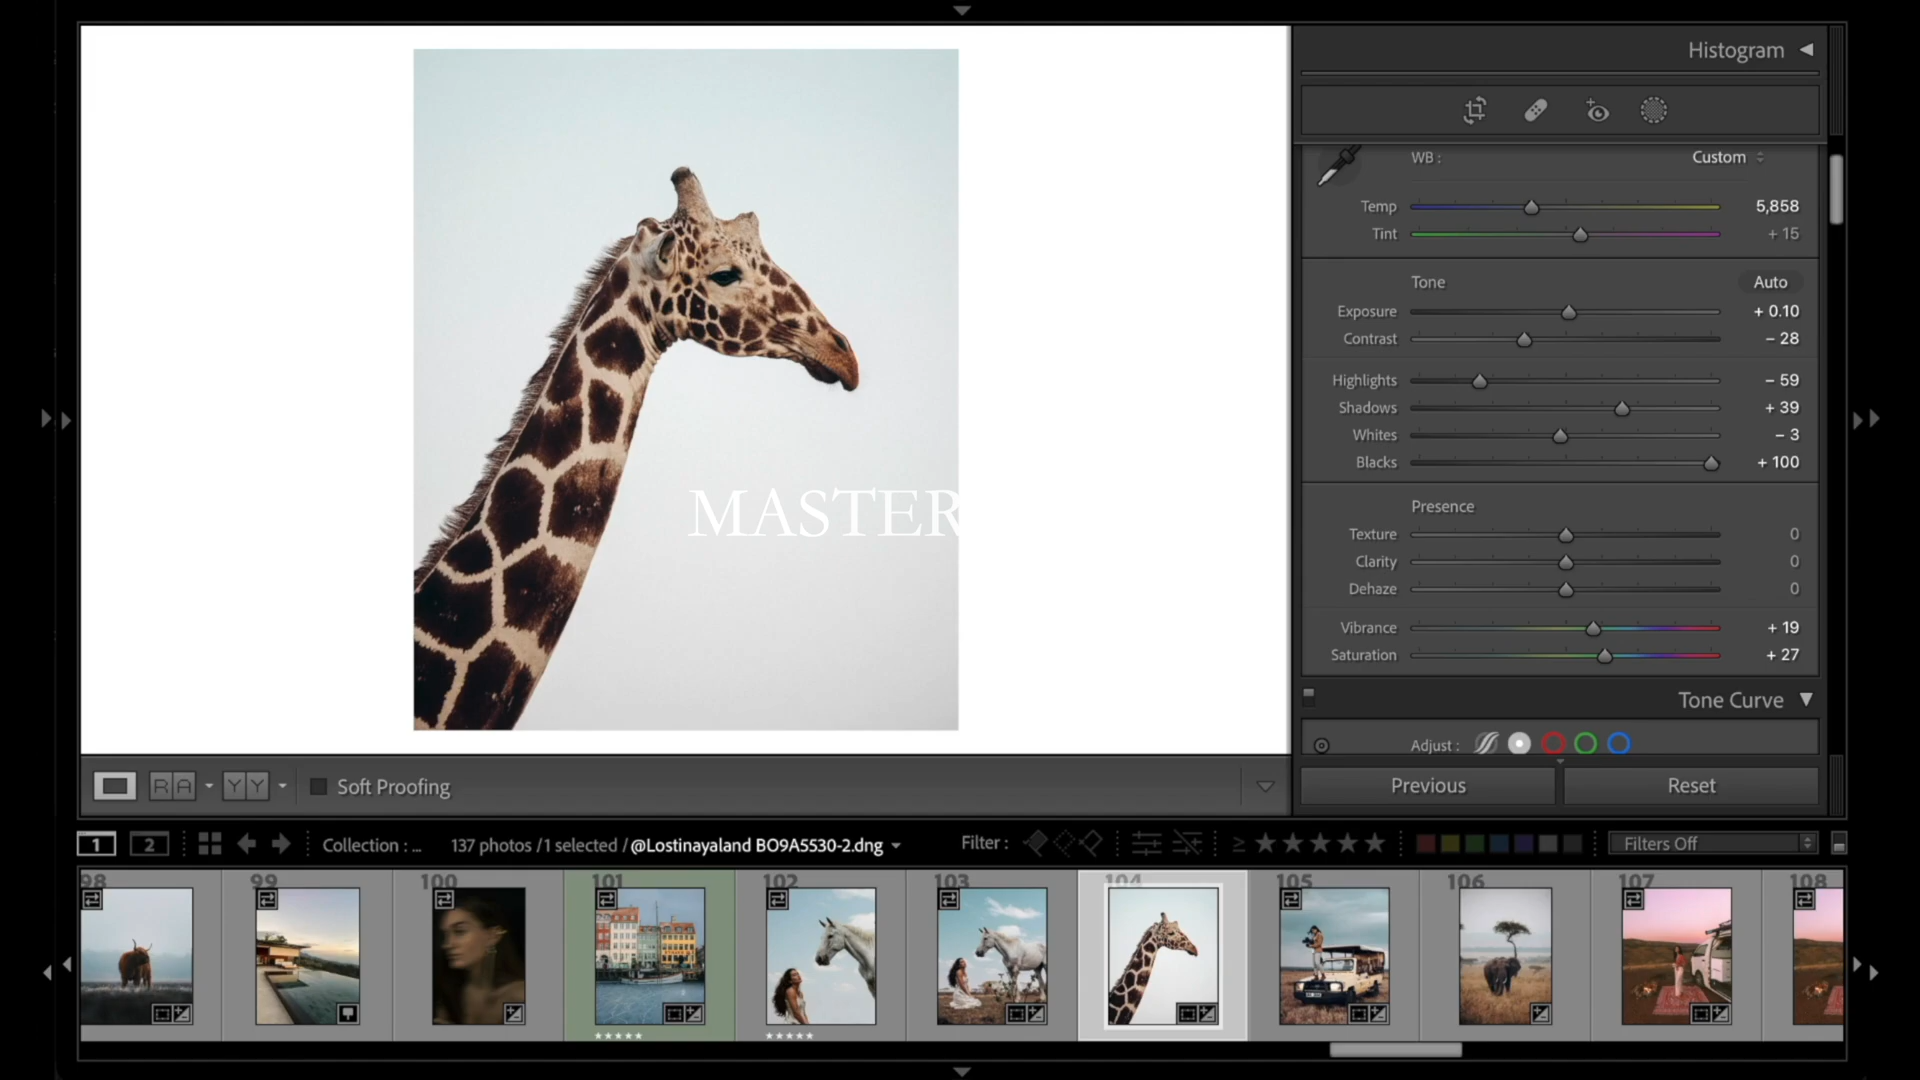 Histogram
WB : Custom
Temp 5,858
Tint + 15
Tone Auto
Exposure + 0.10
Contrast − 28
Highlights − 59
Shadows + 39
Whites − 3
Blacks + 100
Presence
Texture 0
Clarity 0
Dehaze 0
Vibrance + 19
Saturation + 27
Tone Curve
Adjust :
Previous Reset
MASTER
R A Y Y Soft Proofing
1 2 Collection : ... 137 photos / 1 selected / @Lostinayaland BO9A5530-2.dng Filter : ≥ Filters Off
98 99 100 101 102 103 104 105 106 107 108